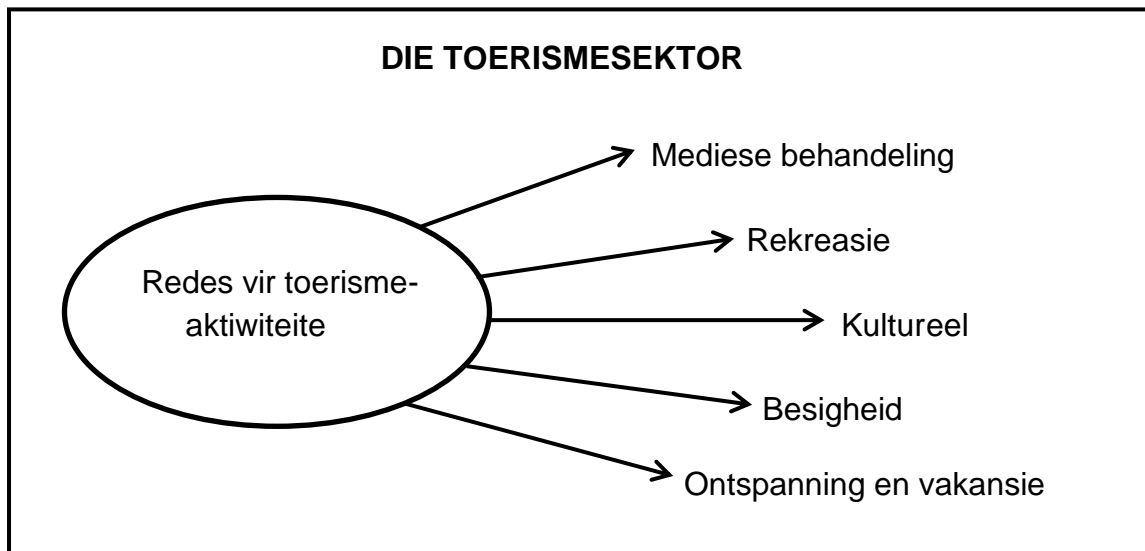 DIE TOERISMESEKTOR
Mediese behandeling
Rekreasie
Redes vir toerisme-
aktiwiteite
Kultureel
Besigheid
Ontspanning en vakansie